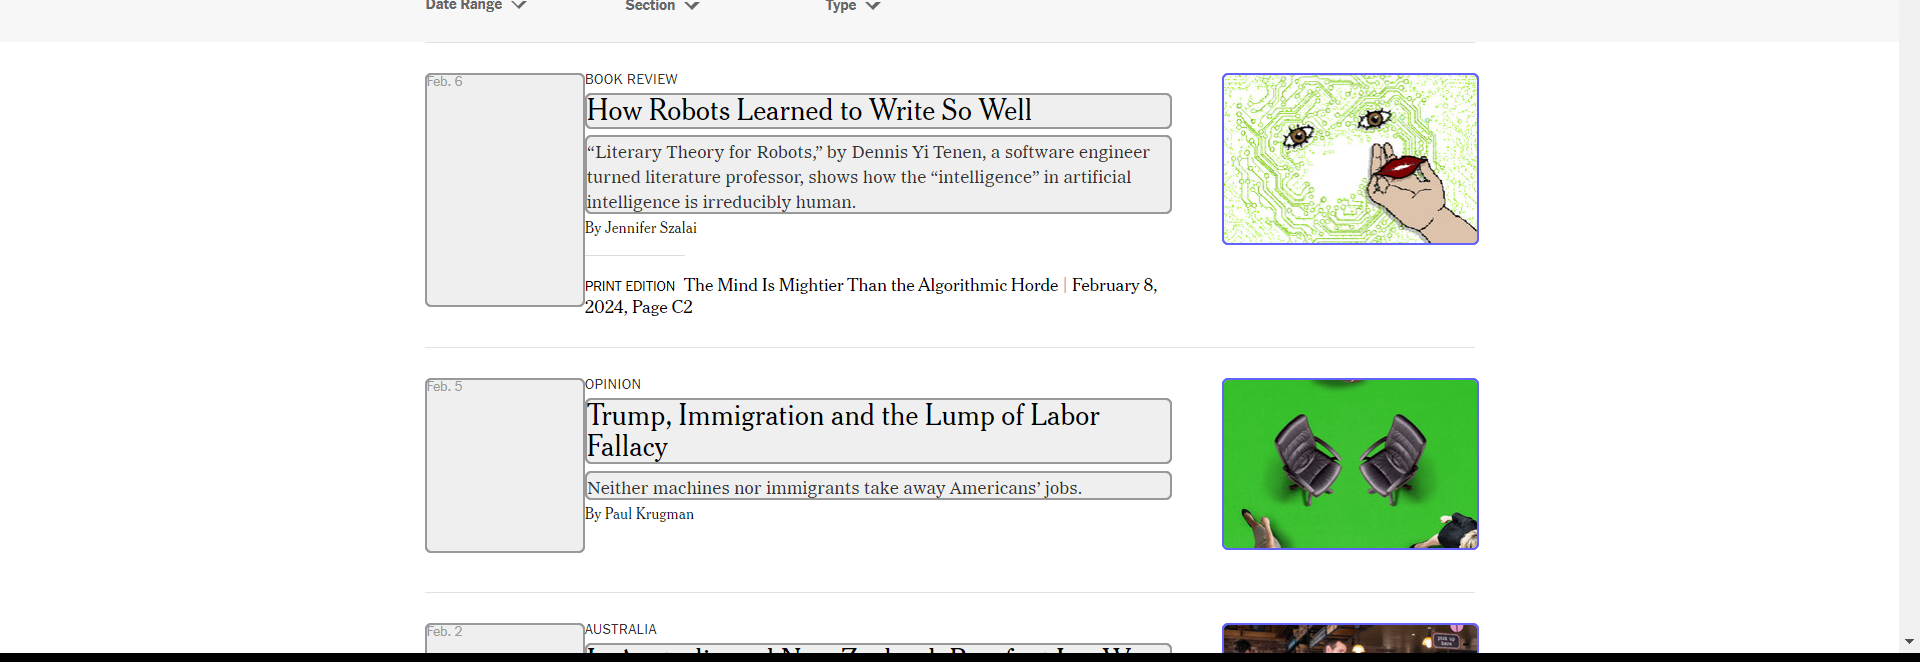 Date Range Section Type
Feb. 6
BOOK REVIEW
How Robots Learned to Write So Well
“Literary Theory for Robots,” by Dennis Yi Tenen, a software engineer
turned literature professor, shows how the “intelligence” in artificial
intelligence is irreducibly human.
By Jennifer Szalai
PRINT EDITION The Mind Is Mightier Than the Algorithmic Horde | February 8,
2024, Page C2
Feb. 5
OPINION
Trump, Immigration and the Lump of Labor
Fallacy
Neither machines nor immigrants take away Americans’ jobs.
By Paul Krugman
Feb. 2
AUSTRALIA
pick up
here